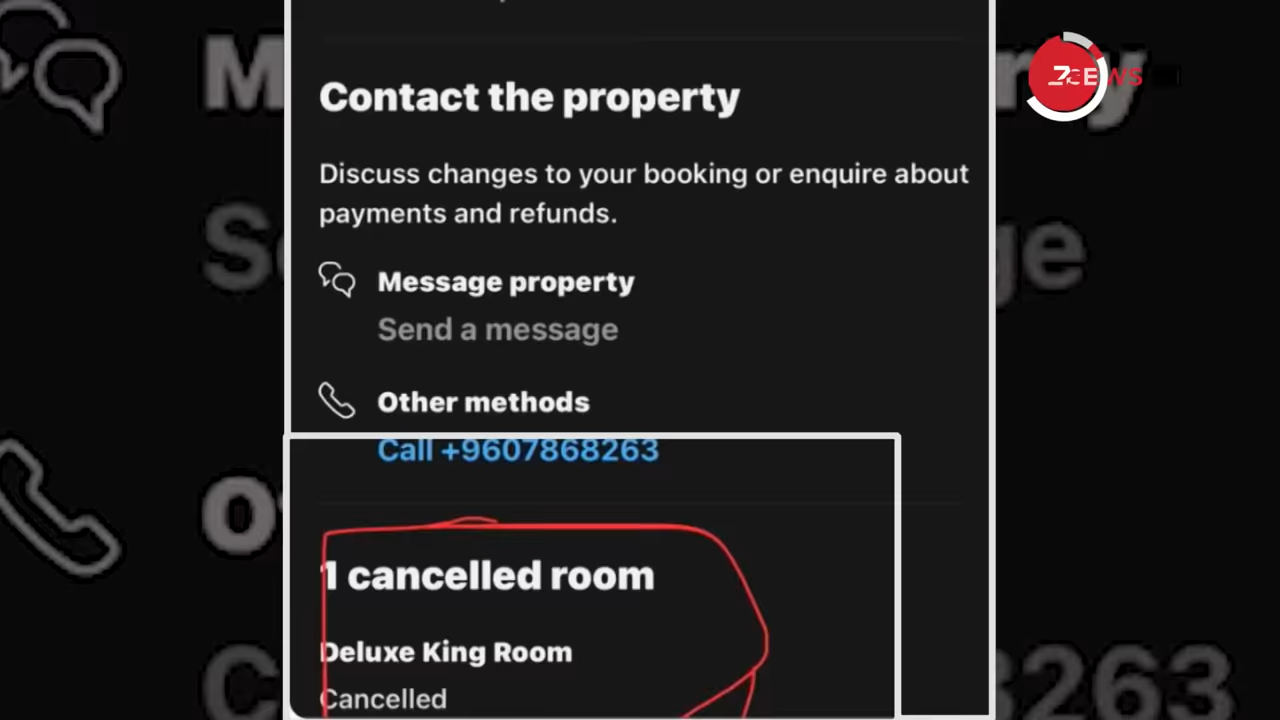 Contact the property
Discuss changes to your booking or enquire about
payments and refunds.
Message property
Send a message
Other methods
Call +9607868263
1 cancelled room
Deluxe King Room
Cancelled